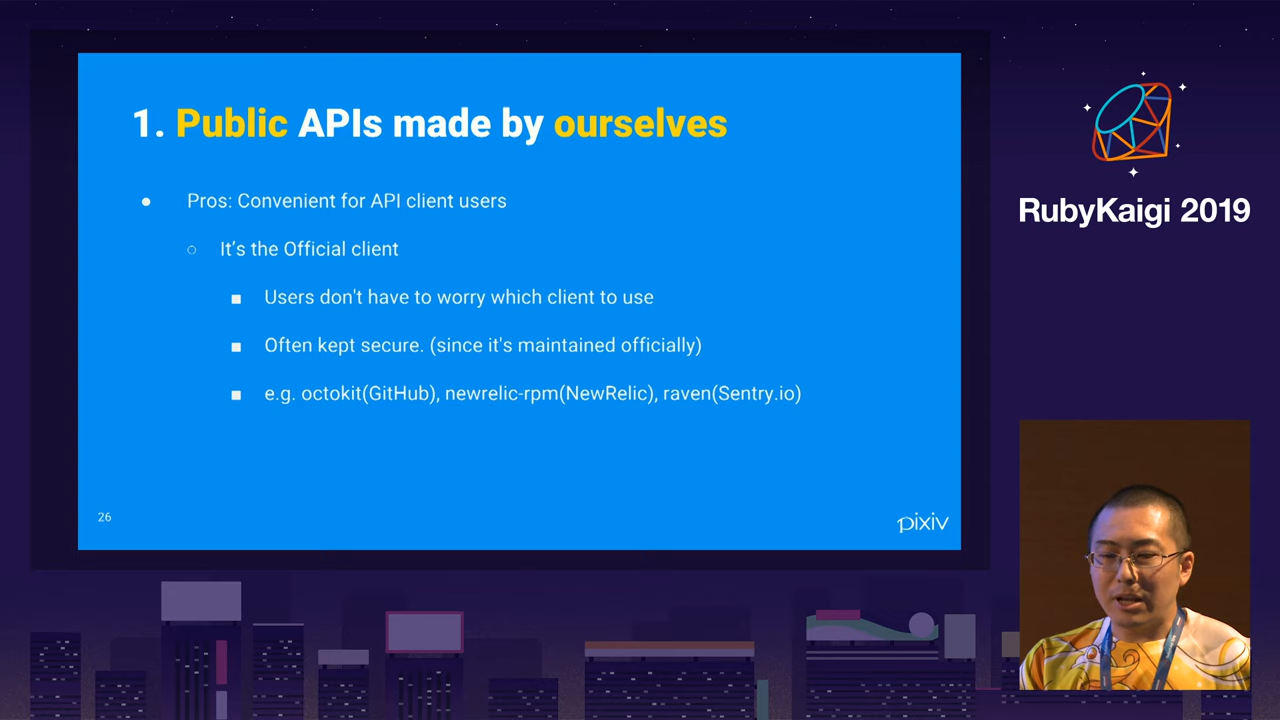 1. Public APIs made by ourselves
● Pros: Convenient for API client users
○ It’s the Official client
■ Users don't have to worry which client to use
■ Often kept secure. (since it's maintained officially)
■ e.g. octokit(GitHub), newrelic-rpm(NewRelic), raven(Sentry.io)
26
pixiv
RubyKaigi 2019